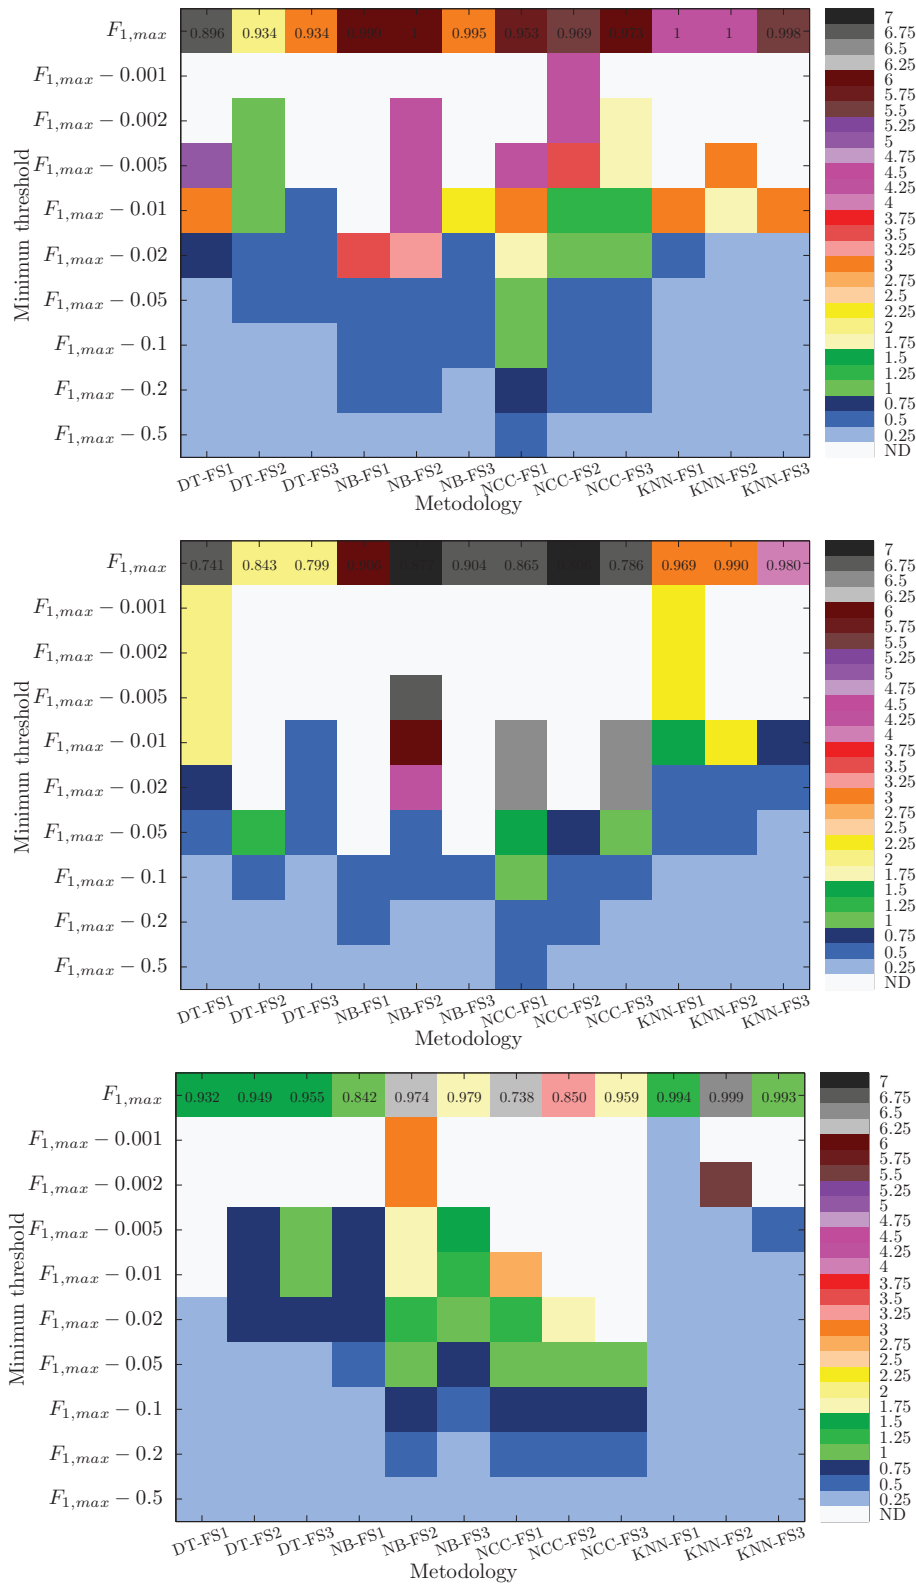 F1,max 0.896 0.934 0.934 1 0.995 0.953 0.969 1 1 0.998
F1,max − 0.001
F1,max − 0.002
F1,max − 0.005
F1,max − 0.01
F1,max − 0.02
F1,max − 0.05
F1,max − 0.1
F1,max − 0.2
F1,max − 0.5
Minimun threshold
DT-FS1 DT-FS2 DT-FS3 NB-FS1 NB-FS2 NB-FS3 NCC-FS1 NCC-FS2 NCC-FS3 KNN-FS1 KNN-FS2 KNN-FS3
Metodology
7
6.75
6.25
6
5.75
5.5
5.25
5
4.75
4.5
4.25
4
3.75
3.5
3.25
3
2.75
2.5
2.25
2
1.75
1.5
1.25
1
0.75
0.5
0.25
ND
F1,max 0.741 0.843 0.799 0.904 0.865 0.786 0.969 0.990 0.980
F1,max − 0.001
F1,max − 0.002
F1,max − 0.005
F1,max − 0.01
F1,max − 0.02
F1,max − 0.05
F1,max − 0.1
F1,max − 0.2
F1,max − 0.5
Minimun threshold
DT-FS1 DT-FS2 DT-FS3 NB-FS1 NB-FS2 NB-FS3 NCC-FS1 NCC-FS2 NCC-FS3 KNN-FS1 KNN-FS2 KNN-FS3
Metodology
7
6.75
6.25
6
5.75
5.5
5.25
5
4.75
4.5
4.25
4
3.75
3.5
3.25
3
2.75
2.5
2.25
2
1.75
1.5
1.25
1
0.75
0.5
0.25
ND
F1,max 0.932 0.949 0.955 0.842 0.974 0.979 0.738 0.850 0.959 0.994 0.999 0.993
F1,max − 0.001
F1,max − 0.002
F1,max − 0.005
F1,max − 0.01
F1,max − 0.02
F1,max − 0.05
F1,max − 0.1
F1,max − 0.2
F1,max − 0.5
Minimun threshold
DT-FS1 DT-FS2 DT-FS3 NB-FS1 NB-FS2 NB-FS3 NCC-FS1 NCC-FS2 NCC-FS3 KNN-FS1 KNN-FS2 KNN-FS3
Metodology
7
6.75
6.25
6
5.75
5.5
5.25
5
4.75
4.5
4.25
4
3.75
3.5
3.25
3
2.75
2.5
2.25
2
1.75
1.5
1.25
1
0.75
0.5
0.25
ND